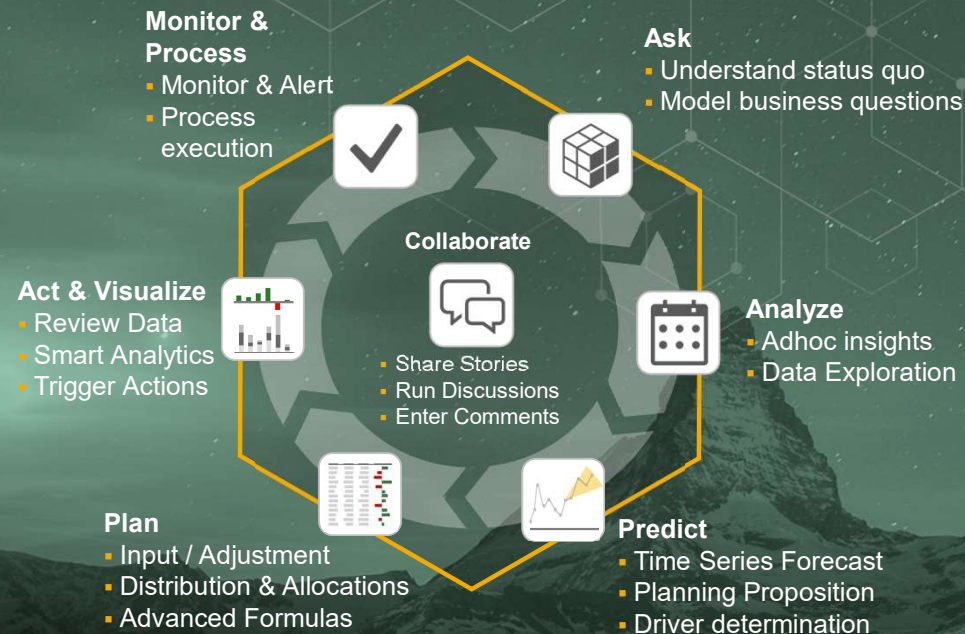 Monitor &
Process
▪ Monitor & Alert
▪ Process
execution
Ask
▪ Understand status quo
▪ Model business questions
Collaborate
▪ Share Stories
▪ Run Discussions
▪ Enter Comments
Act & Visualize
▪ Review Data
▪ Smart Analytics
▪ Trigger Actions
Analyze
▪ Adhoc insights
▪ Data Exploration
Plan
▪ Input / Adjustment
▪ Distribution & Allocations
▪ Advanced Formulas
Predict
▪ Time Series Forecast
▪ Planning Proposition
▪ Driver determination